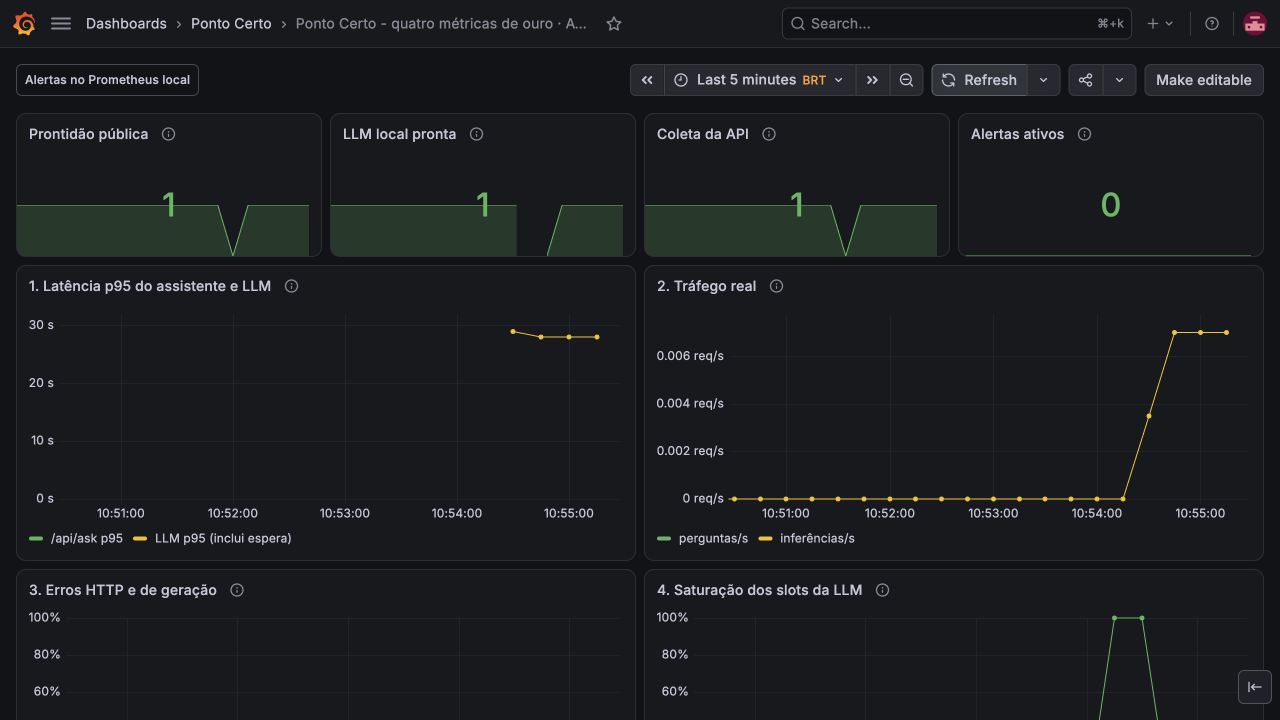 Dashboards › Ponto Certo › Ponto Certo - quatro métricas de ouro · A...
Search...
⌘+k
Alertas no Prometheus local
Last 5 minutes BRT
Refresh
Make editable
Prontidão pública
1
LLM local pronta
1
Coleta da API
1
Alertas ativos
0
1. Latência p95 do assistente e LLM
30 s
20 s
10 s
0 s
10:51:00 10:52:00 10:53:00 10:54:00 10:55:00
/api/ask p95 LLM p95 (inclui espera)
2. Tráfego real
0.006 req/s
0.004 req/s
0.002 req/s
0 req/s
10:51:00 10:52:00 10:53:00 10:54:00 10:55:00
perguntas/s inferências/s
3. Erros HTTP e de geração
100%
80%
60%
4. Saturação dos slots da LLM
100%
80%
60%